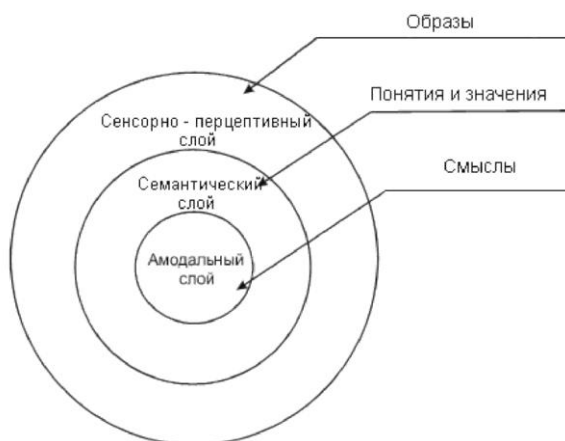 Образы
Понятия и значения
Сенсорно - перцептивный
слой
Смыслы
Семантический
слой
Амодальный
слой